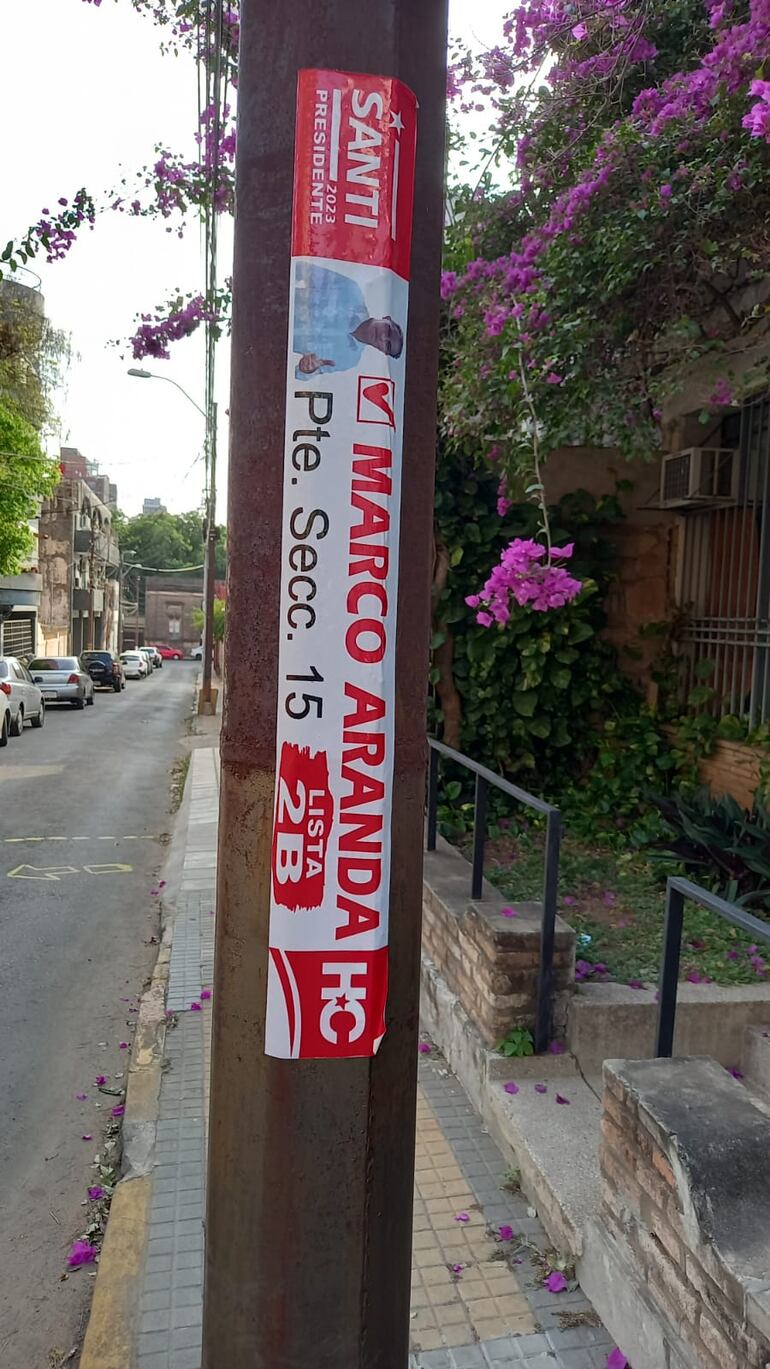 SANTI
2023
PRESIDENTE
MARCO ARANDA
Pte. Secc. 15
LISTA
2B
HC